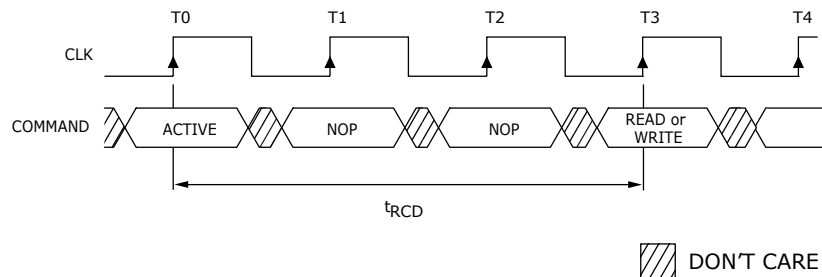 T0 T1 T2 T3 T4
CLK
COMMAND ACTIVE NOP NOP READ or
WRITE
tRCD
DON'T CARE